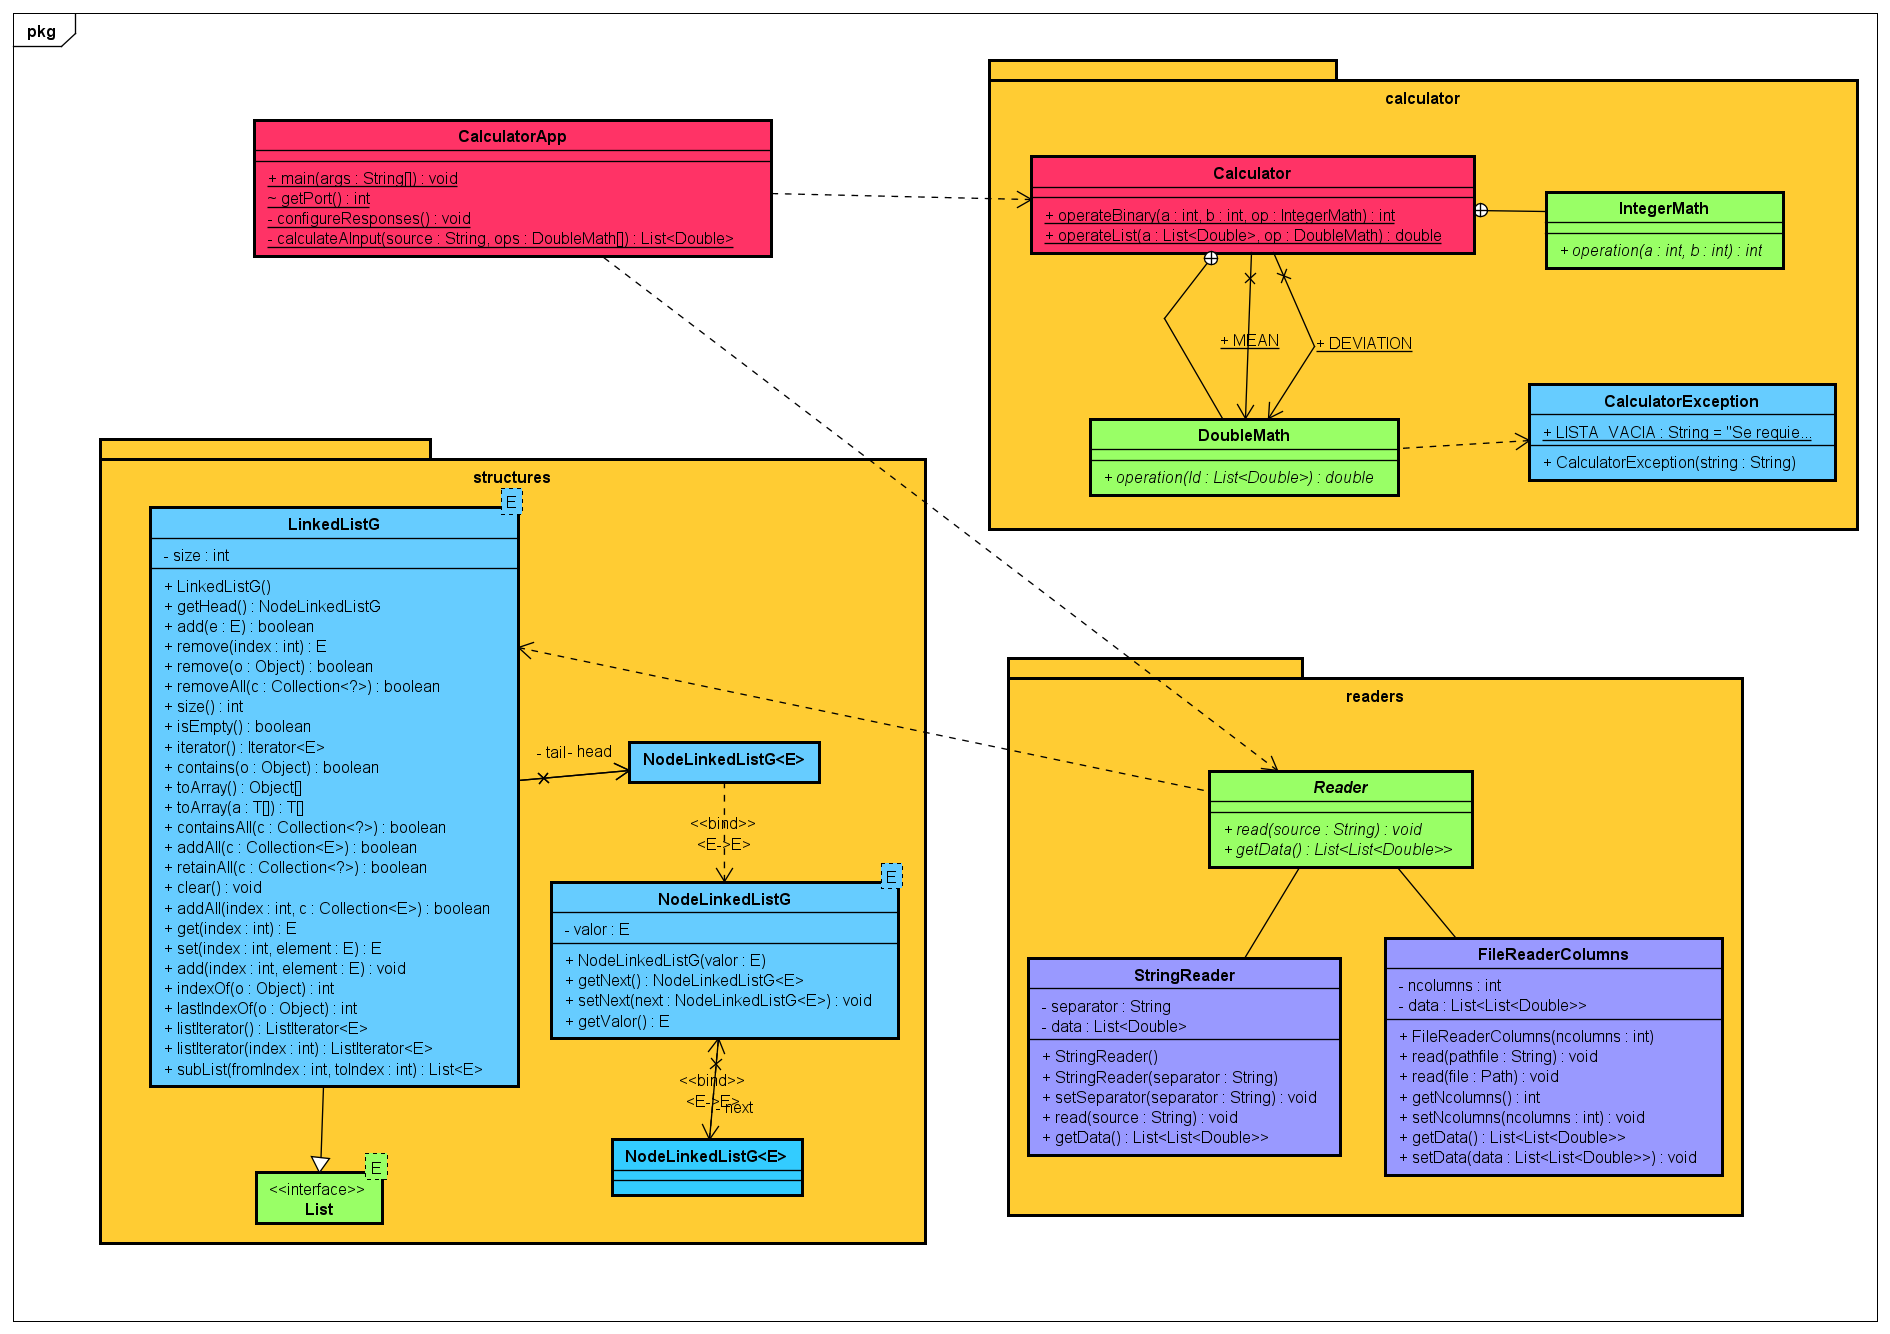 pkg
CalculatorApp
+ main(args : String[]) : void
~ getPort() : int
- configureResponses() : void
- calculateAInput(source : String, ops : DoubleMath[]) : List<Double>
calculator
Calculator
+ operateBinary(a : int, b : int, op : IntegerMath) : int
+ operateList(a : List<Double>, op : DoubleMath) : double
IntegerMath
+ operation(a : int, b : int) : int
+ MEAN
+ DEVIATION
DoubleMath
+ operation(ld : List<Double>) : double
CalculatorException
+ LISTA_VACIA : String = "Se requie...
+ CalculatorException(string : String)
structures
E
LinkedListG
- size : int
+ LinkedListG()
+ getHead() : NodeLinkedListG
+ add(e : E) : boolean
+ remove(index : int) : E
+ remove(o : Object) : boolean
+ removeAll(c : Collection<?>) : boolean
+ size() : int
+ isEmpty() : boolean
+ iterator() : Iterator<E>
+ contains(o : Object) : boolean
+ toArray() : Object[]
+ toArray(a : T[]) : T[]
+ containsAll(c : Collection<?>) : boolean
+ addAll(c : Collection<E>) : boolean
+ retainAll(c : Collection<?>) : boolean
+ clear() : void
+ addAll(index : int, c : Collection<E>) : boolean
+ get(index : int) : E
+ set(index : int, element : E) : E
+ add(index : int, element : E) : void
+ indexOf(o : Object) : int
+ lastIndexOf(o : Object) : int
+ listIterator() : ListIterator<E>
+ listIterator(index : int) : ListIterator<E>
+ subList(fromIndex : int, toIndex : int) : List<E>
- tail
- head
NodeLinkedListG<E>
<<bind>>
<E->E>
E
NodeLinkedListG
- valor : E
+ NodeLinkedListG(valor : E)
+ getNext() : NodeLinkedListG<E>
+ setNext(next : NodeLinkedListG<E>) : void
+ getValor() : E
<<bind>>
<E->E>
- next
NodeLinkedListG<E>
E
<<interface>>
List
readers
Reader
+ read(source : String) : void
+ getData() : List<List<Double>>
StringReader
- separator : String
- data : List<Double>
+ StringReader()
+ StringReader(separator : String)
+ setSeparator(separator : String) : void
+ read(source : String) : void
+ getData() : List<List<Double>>
FileReaderColumns
- ncolumns : int
- data : List<List<Double>>
+ FileReaderColumns(ncolumns : int)
+ read(pathfile : String) : void
+ read(file : Path) : void
+ getNcolumns() : int
+ setNcolumns(ncolumns : int) : void
+ getData() : List<List<Double>>
+ setData(data : List<List<Double>>) : void